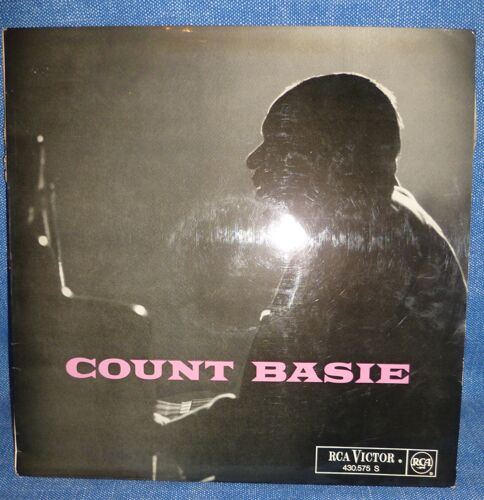 COUNT BASIE
RCA VICTOR
RCA
430.575 S